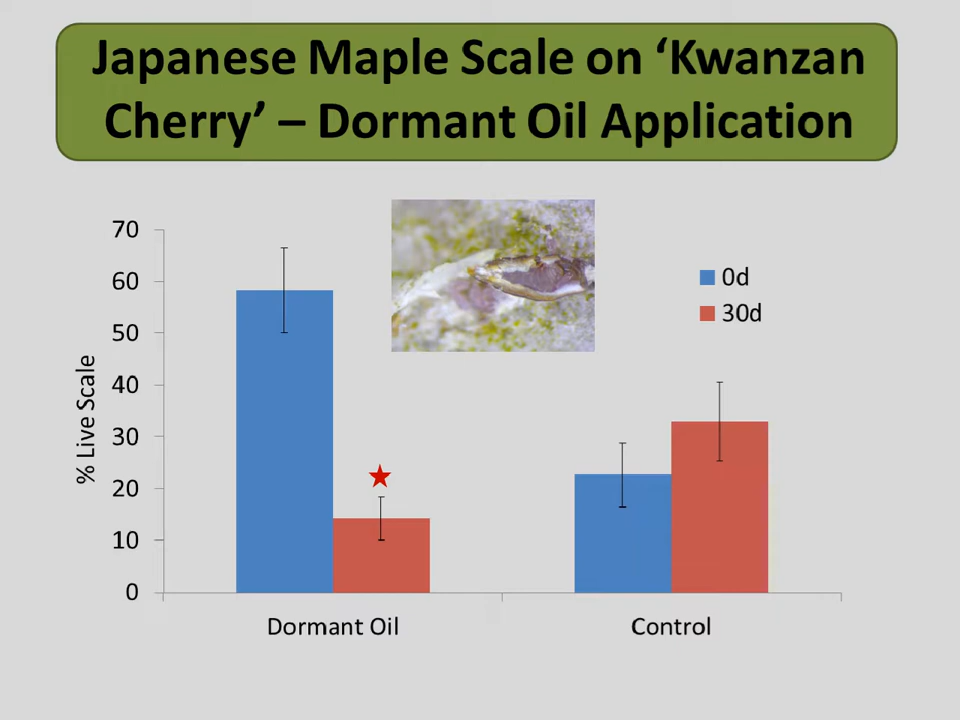 Japanese Maple Scale on ‘Kwanzan
Cherry’ – Dormant Oil Application
70
60
50
40
30
20
10
0
% Live Scale
0d
30d
Dormant Oil
Control